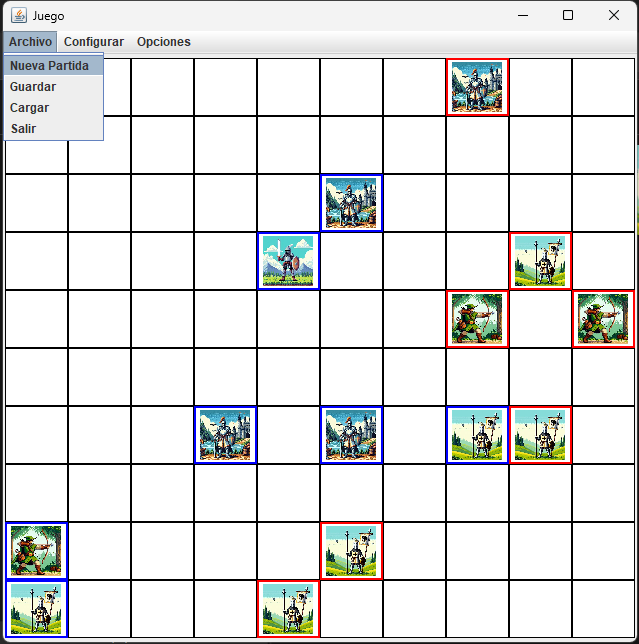 Juego
Archivo Configurar Opciones
Nueva Partida
Guardar
Cargar
Salir